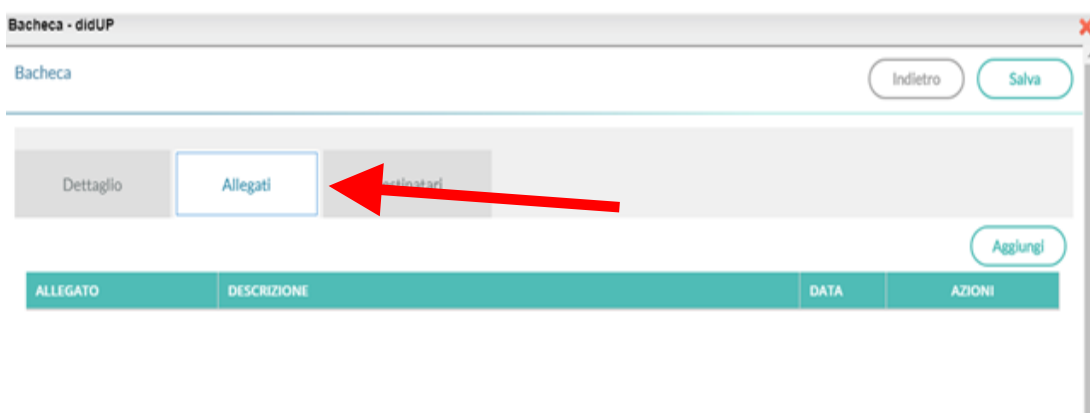 Bacheca - didUP
Bacheca
Indietro
Salva
Dettaglio
Allegati
Aggiungi
ALLEGATO
DESCRIZIONE
DATA
AZIONI